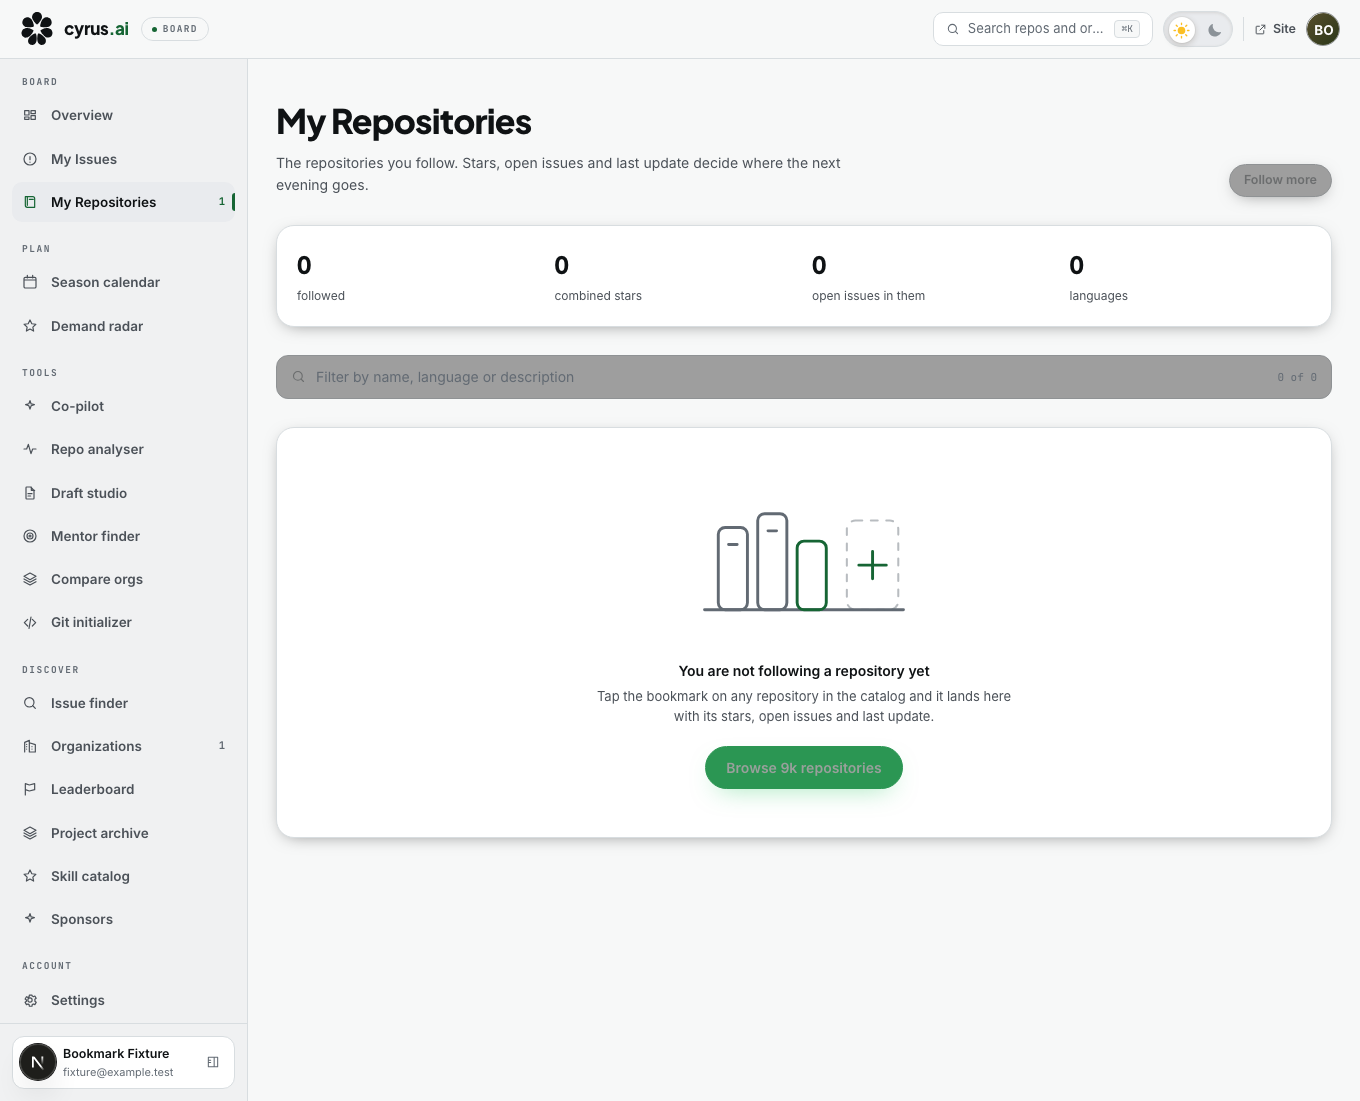 cyrus.ai
BOARD
Search repos and or...
⌘K
Site
BO
BOARD
Overview
My Issues
My Repositories
1
PLAN
Season calendar
Demand radar
TOOLS
Co-pilot
Repo analyser
Draft studio
Mentor finder
Compare orgs
Git initializer
DISCOVER
Issue finder
Organizations
1
Leaderboard
Project archive
Skill catalog
Sponsors
ACCOUNT
Settings
N
Bookmark Fixture
fixture@example.test
My Repositories
The repositories you follow. Stars, open issues and last update decide where the next
evening goes.
Follow more
0
followed
0
combined stars
0
open issues in them
0
languages
Filter by name, language or description
0 of 0
You are not following a repository yet
Tap the bookmark on any repository in the catalog and it lands here
with its stars, open issues and last update.
Browse 9k repositories